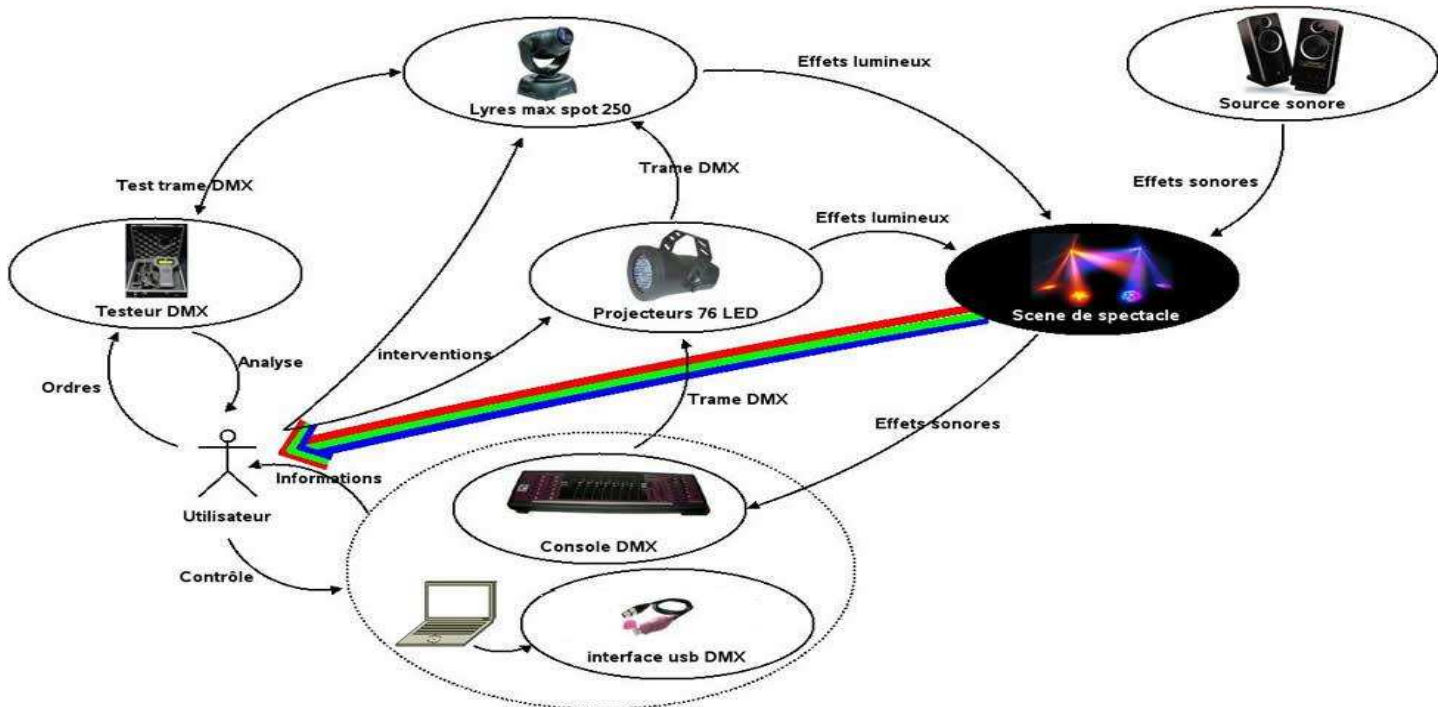 Effets lumineux
Lyres max spot 250
Source sonore
Trame DMX
Test trame DMX
Effets sonores
Effets lumineux
Testeur DMX
Projecteurs 76 LED
Scene de spectacle
interventions
Analyse
Ordres
Trame DMX
Effets sonores
Informations
Utilisateur
Console DMX
Contrôle
interface usb DMX